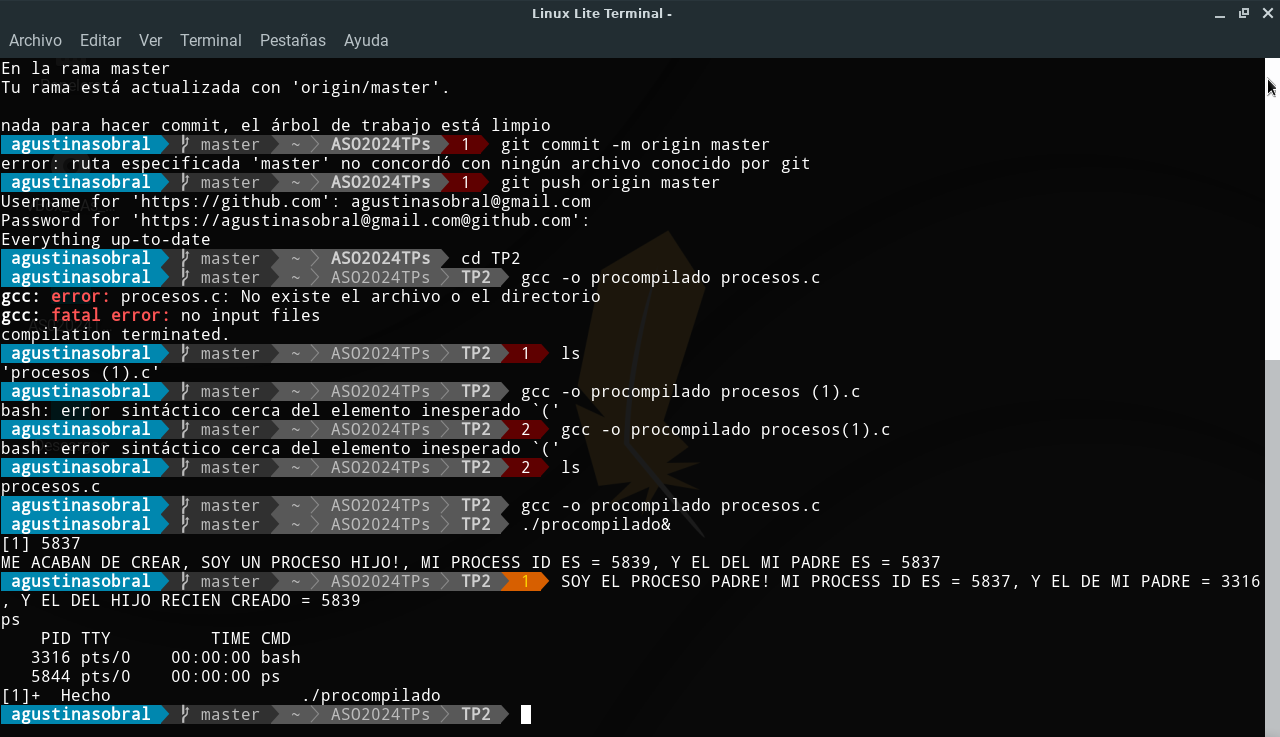 Linux Lite Terminal -
Archivo Editar Ver Terminal Pestañas Ayuda
En la rama master
Tu rama está actualizada con 'origin/master'.
nada para hacer commit, el árbol de trabajo está limpio
agustinasobral master ~ ASO2024TPs 1 git commit -m origin master
error: ruta especificada 'master' no concordó con ningún archivo conocido por git
agustinasobral master ~ ASO2024TPs 1 git push origin master
Username for 'https://github.com': agustinasobral@gmail.com
Password for 'https://agustinasobral@gmail.com@github.com':
Everything up-to-date
agustinasobral master ~ ASO2024TPs cd TP2
agustinasobral master ~ ASO2024TPs TP2 gcc -o procompilado procesos.c
gcc: error: procesos.c: No existe el archivo o el directorio
gcc: fatal error: no input files
compilation terminated.
agustinasobral master ~ ASO2024TPs TP2 1 ls
'procesos (1).c'
agustinasobral master ~ ASO2024TPs TP2 gcc -o procompilado procesos (1).c
bash: error sintáctico cerca del elemento inesperado `('
agustinasobral master ~ ASO2024TPs TP2 2 gcc -o procompilado procesos(1).c
bash: error sintáctico cerca del elemento inesperado `('
agustinasobral master ~ ASO2024TPs TP2 2 ls
procesos.c
agustinasobral master ~ ASO2024TPs TP2 gcc -o procompilado procesos.c
agustinasobral master ~ ASO2024TPs TP2 ./procompilado&
[1] 5837
ME ACABAN DE CREAR, SOY UN PROCESO HIJO!, MI PROCESS ID ES = 5839, Y EL DEL MI PADRE ES = 5837
agustinasobral master ~ ASO2024TPs TP2 1 SOY EL PROCESO PADRE! MI PROCESS ID ES = 5837, Y EL DE MI PADRE = 3316
, Y EL DEL HIJO RECIEN CREADO = 5839
ps
PID TTY TIME CMD
3316 pts/0 00:00:00 bash
5844 pts/0 00:00:00 ps
[1]+ Hecho ./procompilado
agustinasobral master ~ ASO2024TPs TP2